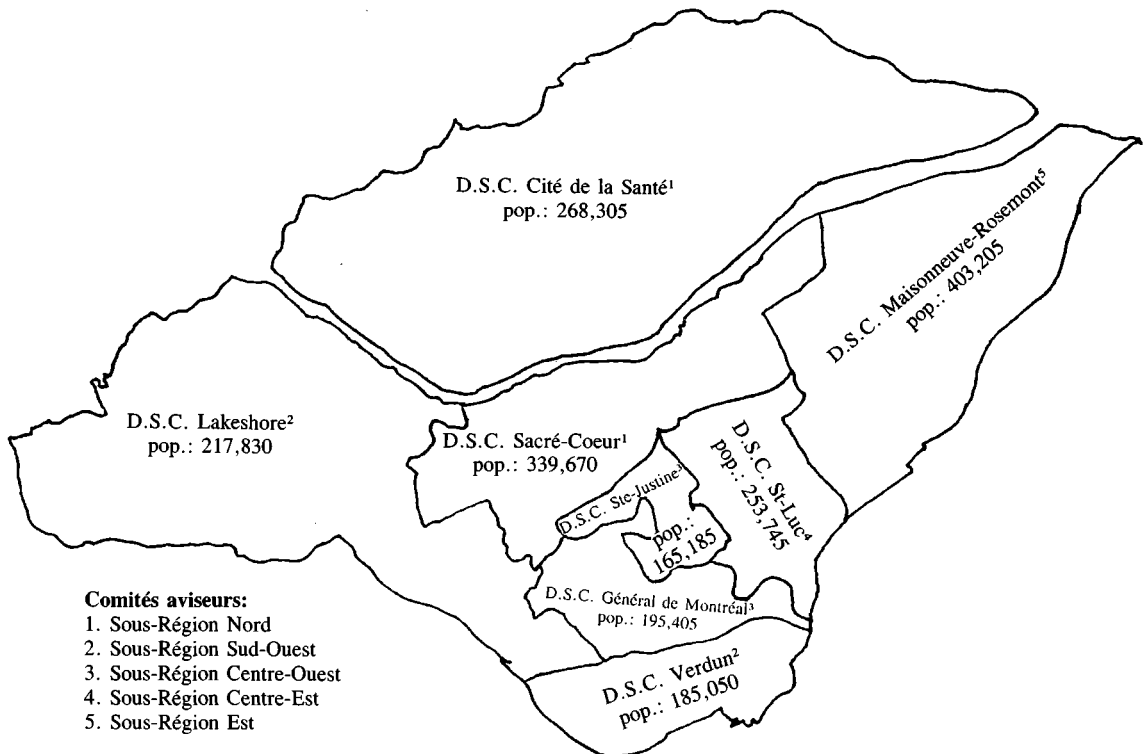 D.S.C. Cité de la Santé¹
pop.: 268,305
D.S.C. Maisonneuve-Rosemont⁵
pop.: 403,205
D.S.C. Lakeshore²
pop.: 217,830
D.S.C. Sacré-Coeur¹
pop.: 339,670
D.S.C. Ste-Justine³
pop.:
165,185
D.S.C. St-Luc⁴
pop.: 253,745
D.S.C. Général de Montréal³
pop.: 195,405
D.S.C. Verdun²
pop.: 185,050
Comités aviseurs:
1. Sous-Région Nord
2. Sous-Région Sud-Ouest
3. Sous-Région Centre-Ouest
4. Sous-Région Centre-Est
5. Sous-Région Est